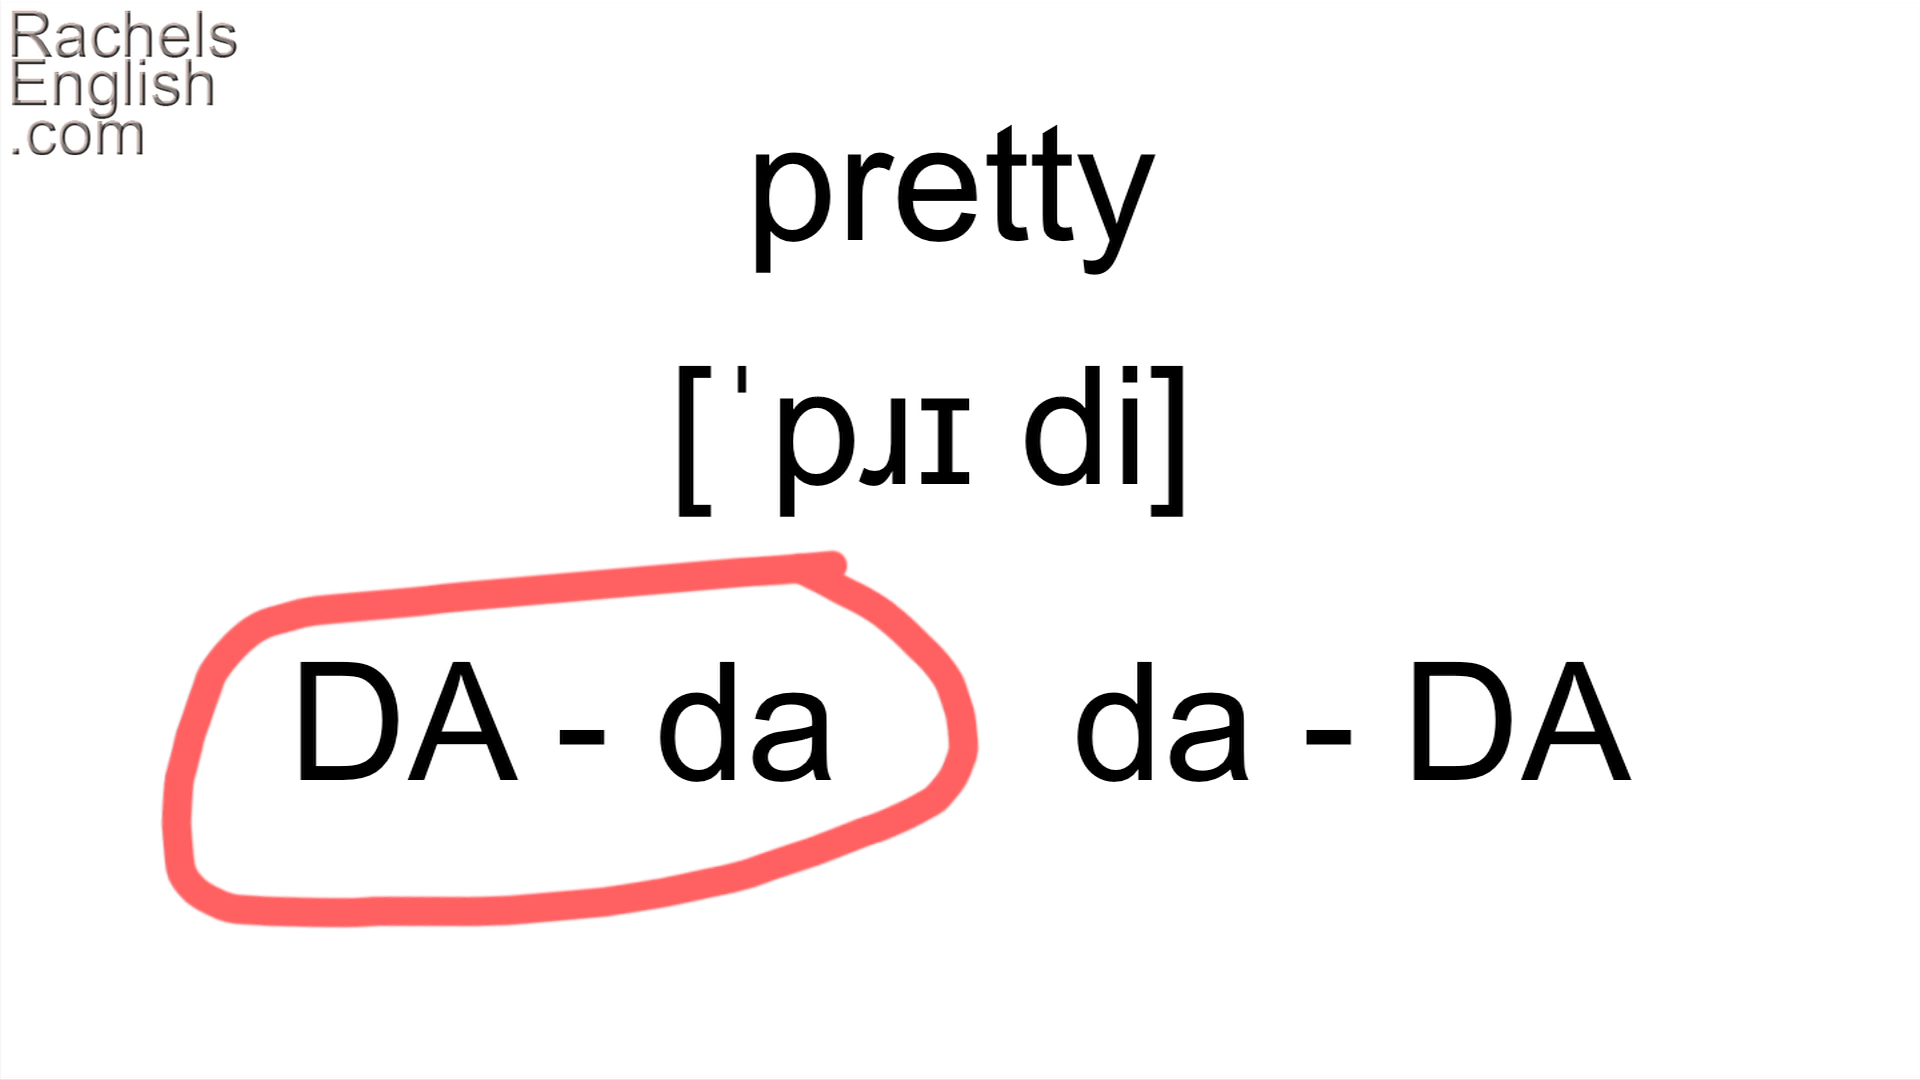 Rachels
English
.com
pretty
[ˈpɹɪ di]
DA - da da - DA